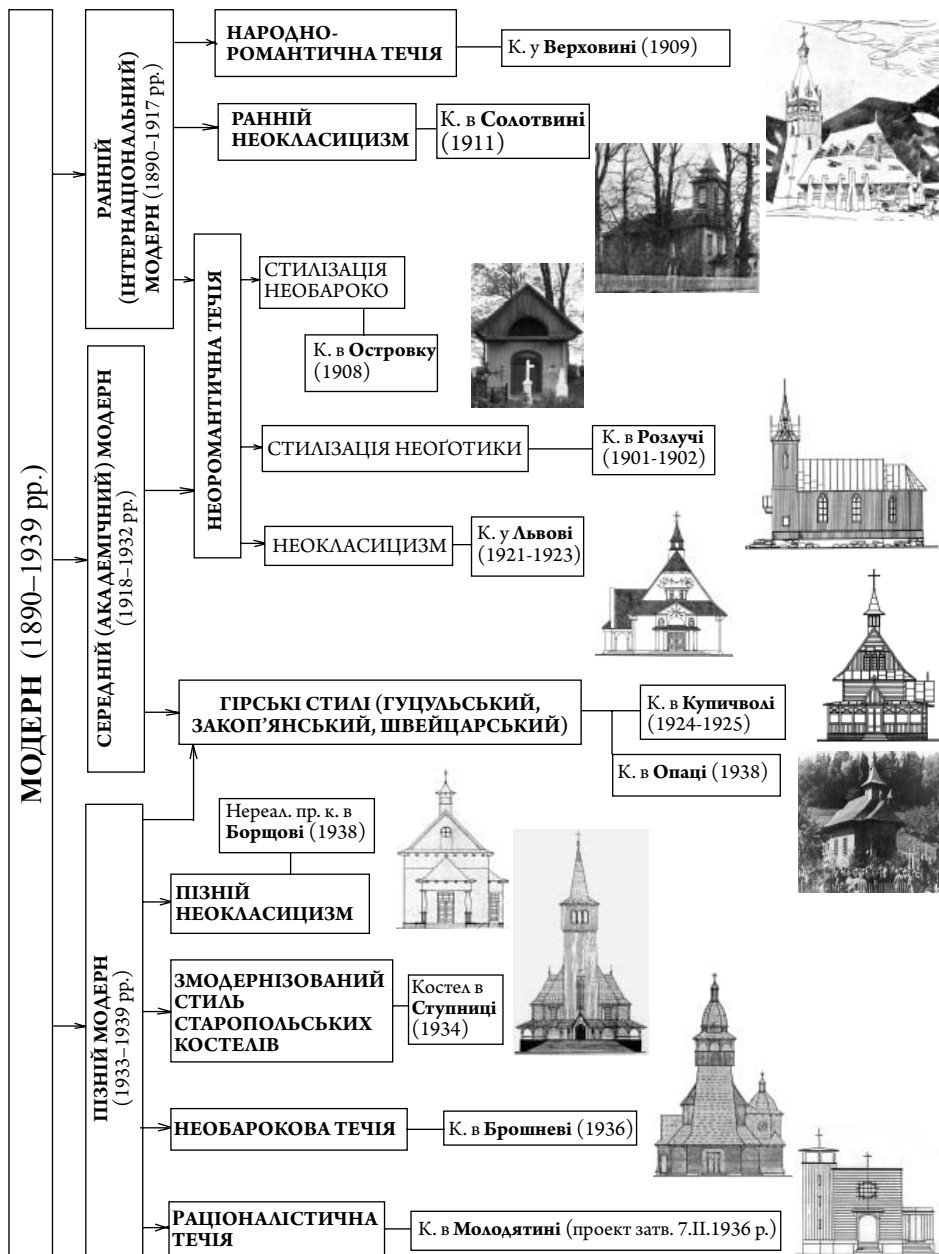 МОДЕРН (1890–1939 рр.)
РАННІЙ
(ІНТЕРНАЦІОНАЛЬНИЙ)
МОДЕРН (1890–1917 рр.)
НАРОДНО-
РОМАНТИЧНА ТЕЧІЯ
К. у Верховині (1909)
РАННІЙ
НЕОКЛАСИЦИЗМ
К. в Солотвині
(1911)
НЕОРОМАНТИЧНА ТЕЧІЯ
СТИЛІЗАЦІЯ
НЕОБАРОКО
К. в Островку
(1908)
СТИЛІЗАЦІЯ НЕОҐОТИКИ
К. в Розлучі
(1901-1902)
НЕОКЛАСИЦИЗМ
К. у Львові
(1921-1923)
СЕРЕДНІЙ (АКАДЕМІЧНИЙ) МОДЕРН
(1918–1932 рр.)
ГІРСЬКІ СТИЛІ (ГУЦУЛЬСЬКИЙ,
ЗАКОП’ЯНСЬКИЙ, ШВЕЙЦАРСЬКИЙ)
К. в Купичволі
(1924-1925)
К. в Опаці (1938)
ПІЗНІЙ МОДЕРН
(1933–1939 рр.)
Нереал. пр. к. в
Борщові (1938)
ПІЗНІЙ
НЕОКЛАСИЦИЗМ
ЗМОДЕРНІЗОВАНИЙ
СТИЛЬ
СТАРОПОЛЬСЬКИХ
КОСТЕЛІВ
Костел в
Ступниці
(1934)
НЕОБАРОКОВА ТЕЧІЯ
К. в Брошневі (1936)
РАЦІОНАЛІСТИЧНА
ТЕЧІЯ
К. в Молодятині (проект затв. 7.II.1936 р.)